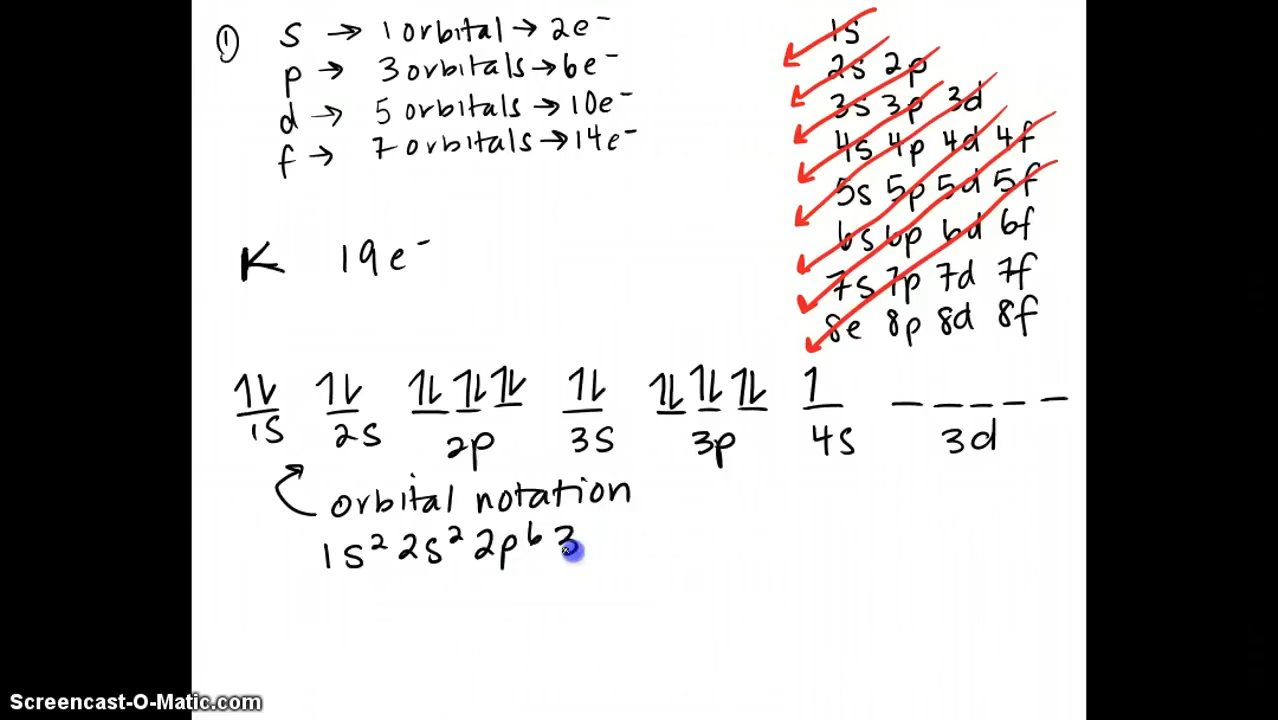 ① s → 1 orbital → 2e⁻
p → 3 orbitals → 6e⁻
d → 5 orbitals → 10e⁻
f → 7 orbitals → 14e⁻
1s
2s 2p
3s 3p 3d
4s 4p 4d 4f
5s 5p 5d 5f
6s 6p 6d 6f
7s 7p 7d 7f
8e 8p 8d 8f
K 19e⁻
1s 2s 2p 3s 3p 4s 3d
orbital notation
1s² 2s² 2p⁶ 3
Screencast-O-Matic.com